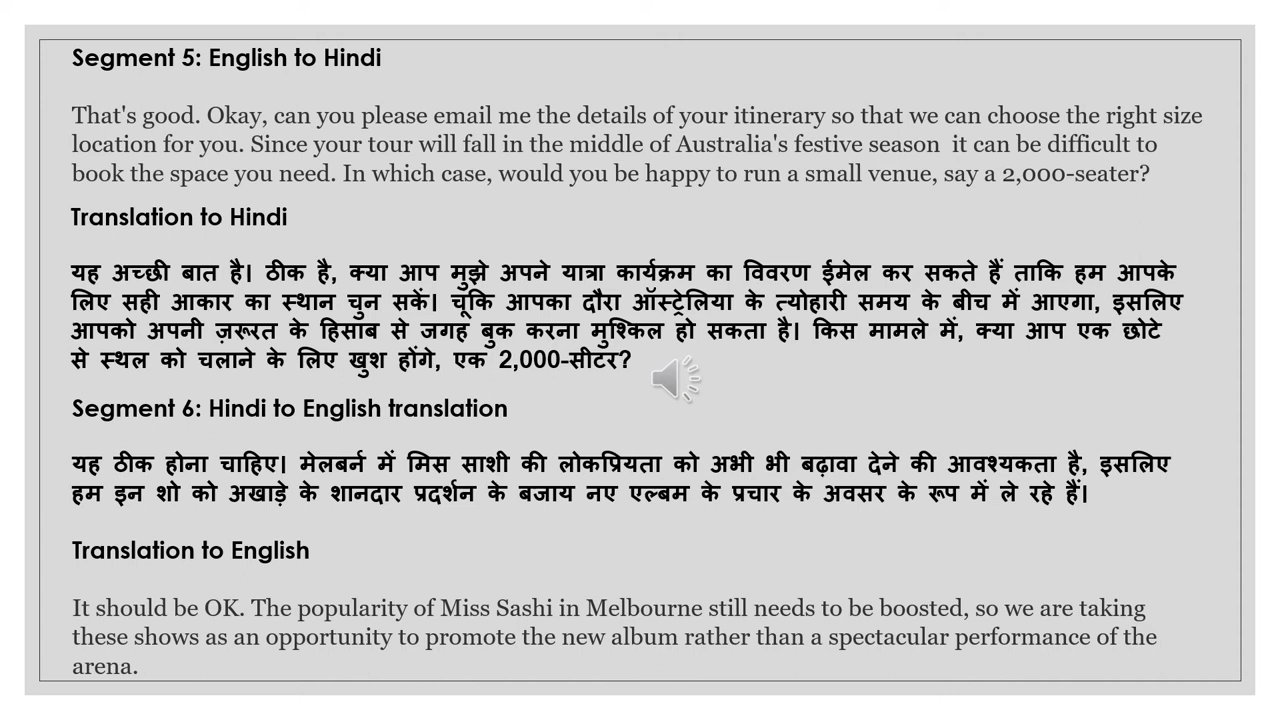 Segment 5: English to Hindi
That's good. Okay, can you please email me the details of your itinerary so that we can choose the right size
location for you. Since your tour will fall in the middle of Australia's festive season it can be difficult to
book the space you need. In which case, would you be happy to run a small venue, say a 2,000-seater?
Translation to Hindi
यह अच्छी बात है। ठीक है, क्या आप मुझे अपने यात्रा कार्यक्रम का विवरण ईमेल कर सकते हैं ताकि हम आपके
लिए सही आकार का स्थान चुन सकें। चूंकि आपका दौरा ऑस्ट्रेलिया के त्योहारी समय के बीच में आएगा, इसलिए
आपको अपनी ज़रूरत के हिसाब से जगह बुक करना मुश्किल हो सकता है। किस मामले में, क्या आप एक छोटे
से स्थल को चलाने के लिए खुश होंगे, एक 2,000-सीटर?
Segment 6: Hindi to English translation
यह ठीक होना चाहिए। मेलबर्न में मिस साशी की लोकप्रियता को अभी भी बढ़ावा देने की आवश्यकता है, इसलिए
हम इन शो को अखाड़े के शानदार प्रदर्शन के बजाय नए एल्बम के प्रचार के अवसर के रूप में ले रहे हैं।
Translation to English
It should be OK. The popularity of Miss Sashi in Melbourne still needs to be boosted, so we are taking
these shows as an opportunity to promote the new album rather than a spectacular performance of the
arena.